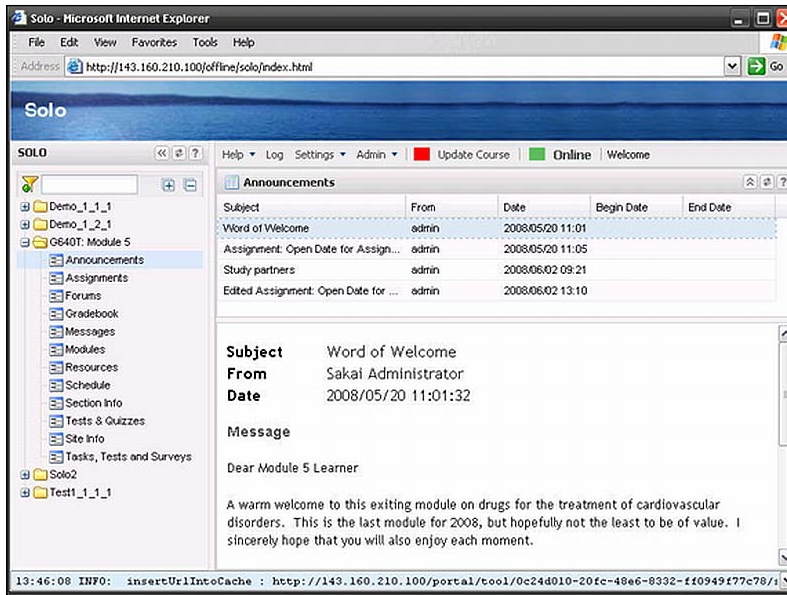 Solo - Microsoft Internet Explorer
File Edit View Favorites Tools Help
Address http://143.160.210.100/offline/solo/index.html Go
Solo
SOLO
Help Log Settings Admin Update Course Online Welcome
Demo_1_1_1
Demo_1_2_1
G640T: Module 5
Announcements
Assignments
Forums
Gradebook
Messages
Modules
Resources
Schedule
Section Info
Tests & Quizzes
Site Info
Tasks, Tests and Surveys
Solo2
Test1_1_1_1
Announcements
Subject From Date Begin Date End Date
Word of Welcome admin 2008/05/20 11:01
Assignment: Open Date for Assign... admin 2008/05/20 11:05
Study partners admin 2008/06/02 09:21
Edited Assignment: Open Date for ... admin 2008/06/02 13:10
Subject Word of Welcome
From Sakai Administrator
Date 2008/05/20 11:01:32
Message
Dear Module 5 Learner
A warm welcome to this exiting module on drugs for the treatment of cardiovascular
disorders. This is the last module for 2008, but hopefully not the least to be of value. I
sincerely hope that you will also enjoy each moment.
13:46:08 INFO: insertUrlIntoCache : http://143.160.210.100/portal/tool/0c24d010-20fc-48e6-8332-ff0949f77c78/